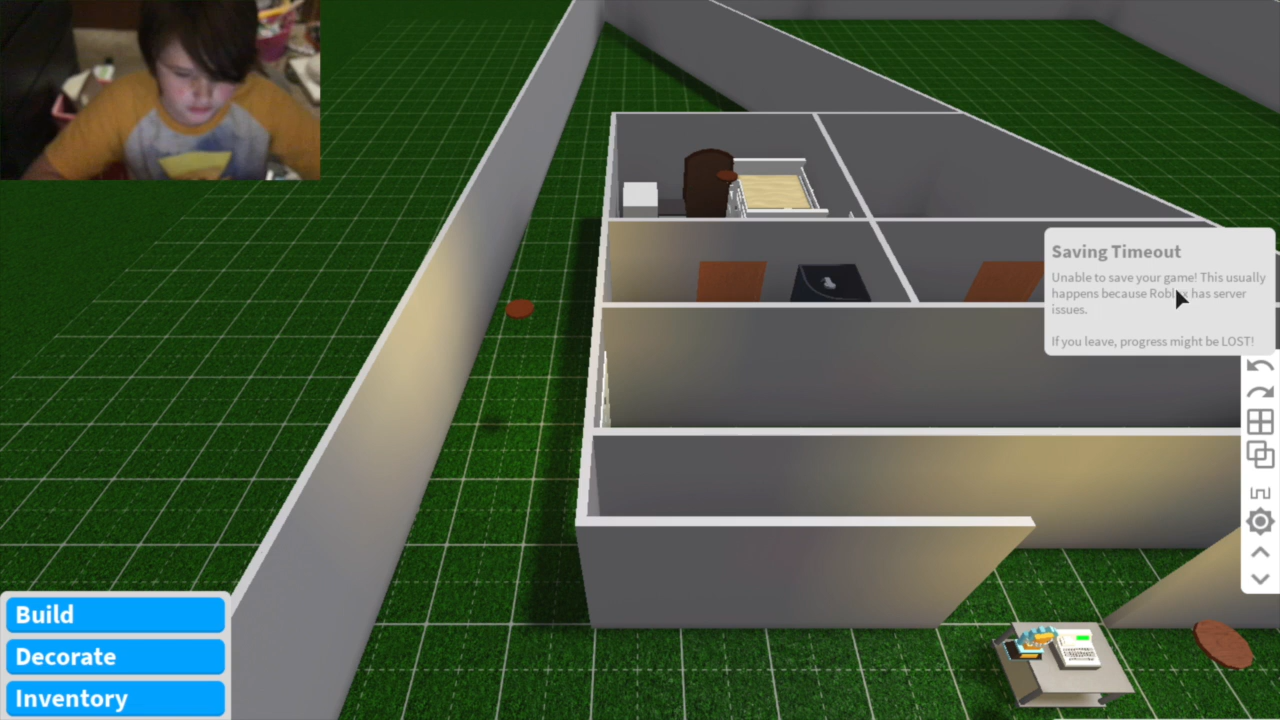 Saving Timeout
Unable to save your game! This usually
happens because Roblox has server
issues.
If you leave, progress might be LOST!
Build
Decorate
Inventory